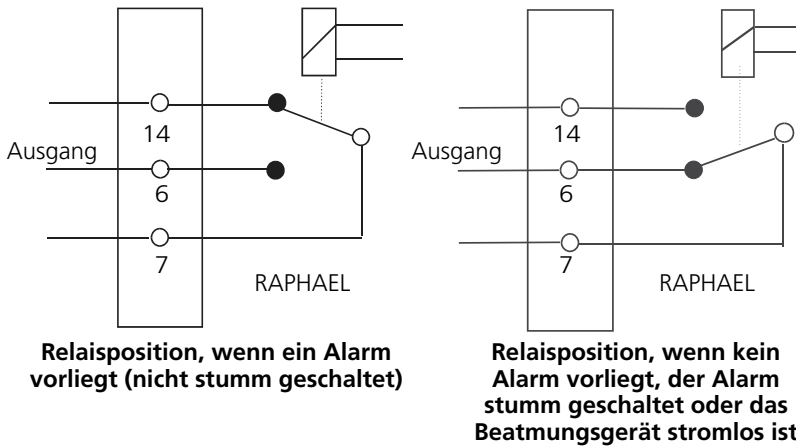 14
Ausgang
6
7
RAPHAEL
Relaisposition, wenn ein Alarm
vorliegt (nicht stumm geschaltet)
14
Ausgang
6
7
RAPHAEL
Relaisposition, wenn kein
Alarm vorliegt, der Alarm
stumm geschaltet oder das
Beatmungsgerät stromlos ist